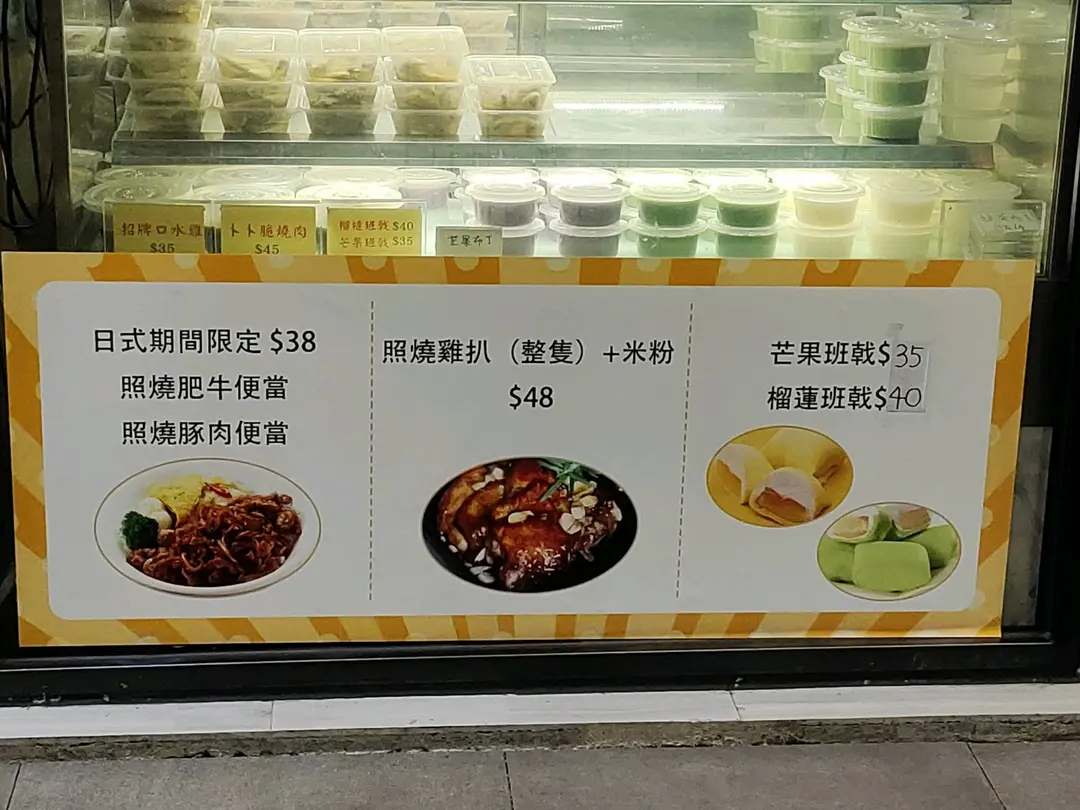 招牌口水雞
$35
卜卜脆燒肉
$45
榴槤班戟$40
芒果班戟$35
芒果布丁
日式期間限定 $38
照燒肥牛便當
照燒豚肉便當
照燒雞扒（整隻）+米粉
$48
芒果班戟$35
榴蓮班戟$40